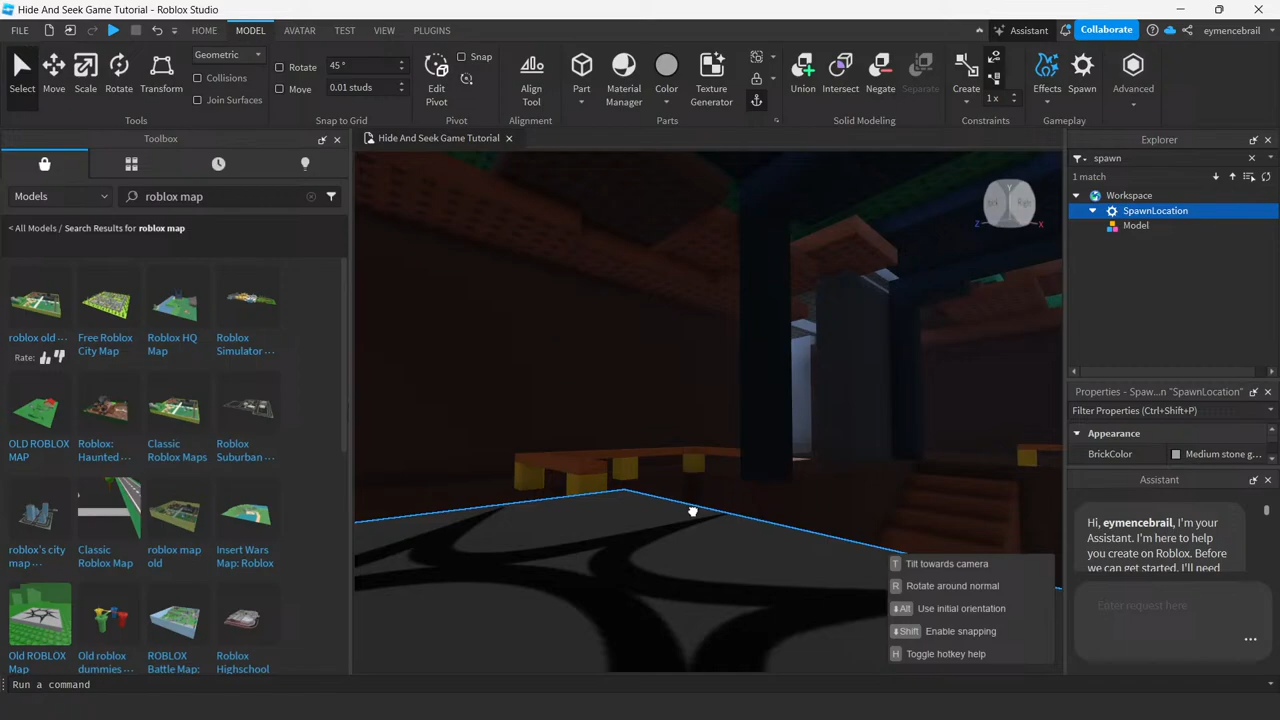 Hide And Seek Game Tutorial - Roblox Studio
FILE
HOME
MODEL
AVATAR
TEST
VIEW
PLUGINS
Assistant
Collaborate
eymencebrail
Select
Move
Scale
Rotate
Transform
Geometric
Collisions
Join Surfaces
Tools
Rotate
45 °
Move
0.01 studs
Snap to Grid
Edit
Pivot
Snap
Pivot
Align
Tool
Alignment
Part
Material
Manager
Color
Texture
Generator
Parts
Union
Intersect
Negate
Separate
Solid Modeling
Create
1 x
Constraints
Effects
Spawn
Gameplay
Advanced
Toolbox
Hide And Seek Game Tutorial
Models
roblox map
< All Models / Search Results for roblox map
roblox old ...
Free Roblox
City Map
Roblox HQ
Map
Roblox
Simulator ...
Rate:
OLD ROBLOX
MAP
Roblox:
Haunted ...
Classic
Roblox Maps
Roblox
Suburban ...
roblox's city
map ...
Classic
Roblox Map
roblox map
old
Insert Wars
Map: Roblox
Old ROBLOX
Map
Old roblox
dummies ...
ROBLOX
Battle Map:
Roblox
Highschool
Y
Right
Z
X
T Tilt towards camera
R Rotate around normal
Alt Use initial orientation
Shift Enable snapping
H Toggle hotkey help
Explorer
spawn
1 match
Workspace
SpawnLocation
Model
Properties - Spaw...n "SpawnLocation"
Filter Properties (Ctrl+Shift+P)
Appearance
BrickColor
Medium stone g...
Assistant
Hi, eymencebrail, I'm your
Assistant. I'm here to help
you create on Roblox. Before
we can get started, I'll need
Enter request here
Run a command